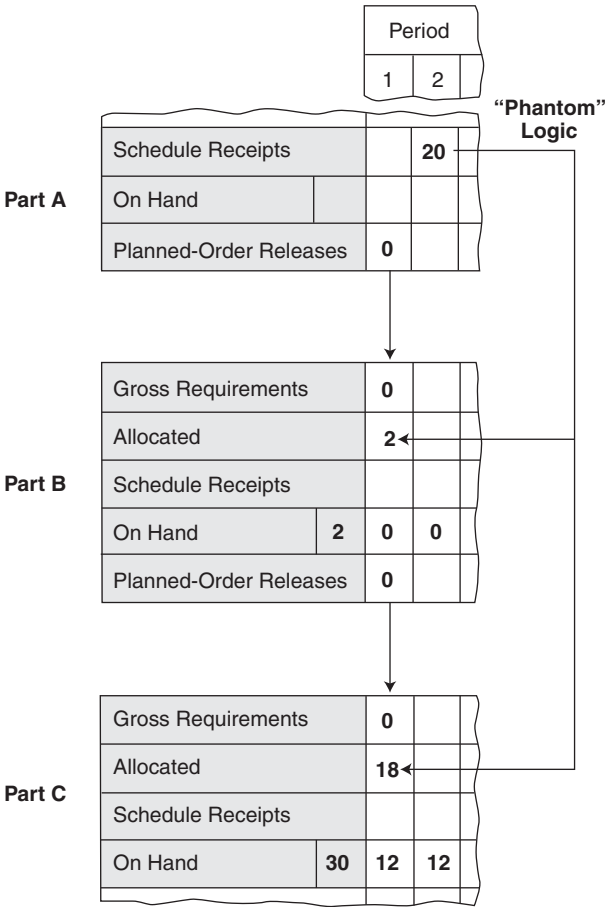 Period
1 2
“Phantom”
Logic
Part A
Schedule Receipts 20
On Hand
Planned-Order Releases 0
Part B
Gross Requirements 0
Allocated 2
Schedule Receipts
On Hand 2 0 0
Planned-Order Releases 0
Part C
Gross Requirements 0
Allocated 18
Schedule Receipts
On Hand 30 12 12